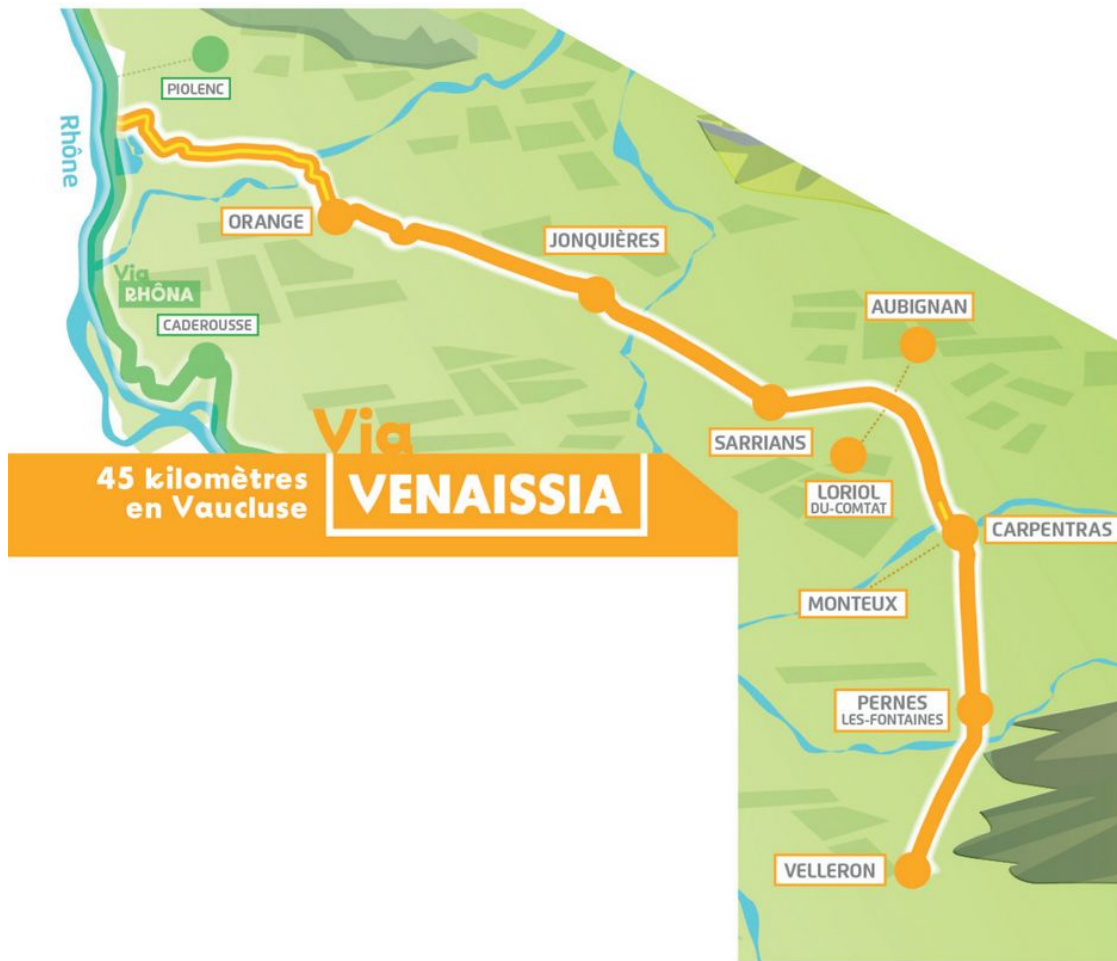 PIOLENC
Rhône
ORANGE
JONQUIÈRES
Via
RHÔNA
CADEROUSSE
AUBIGNAN
SARRIANS
LORIOL
DU-COMTAT
Via
VENAISSIA
45 kilomètres
en Vaucluse
CARPENTRAS
MONTEUX
PERNES
LES-FONTAINES
VELLERON